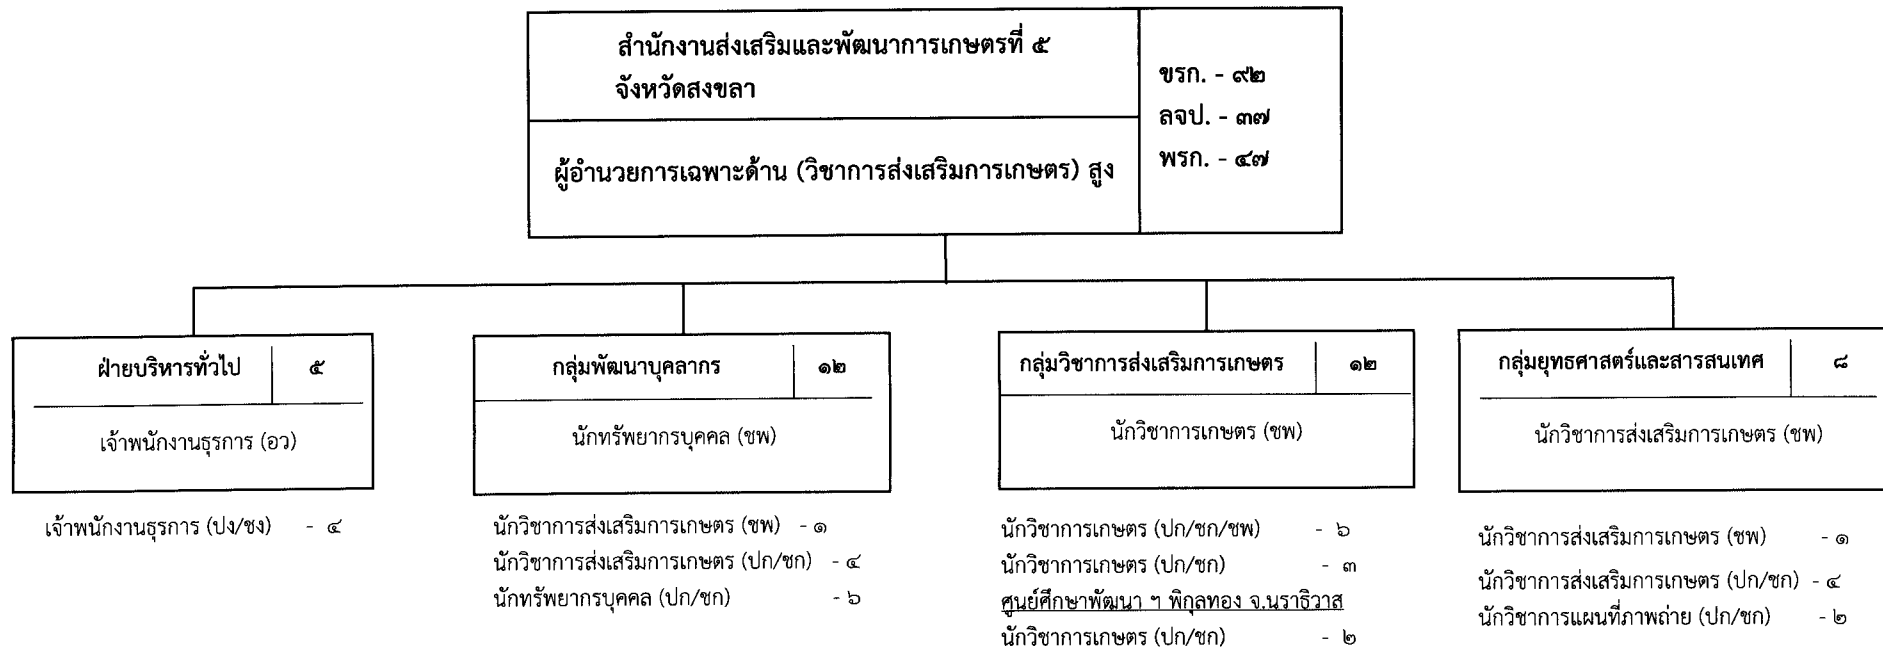 สำนักงานส่งเสริมและพัฒนาการเกษตรที่ ๕
จังหวัดสงขลา
ผู้อำนวยการเฉพาะด้าน (วิชาการส่งเสริมการเกษตร) สูง
ขรก. - ๙๒
ลจป. - ๓๗
พรก. - ๔๗
ฝ่ายบริหารทั่วไป ๕
เจ้าพนักงานธุรการ (อว)
เจ้าพนักงานธุรการ (ปง/ชง) - ๔
กลุ่มพัฒนาบุคลากร ๑๒
นักทรัพยากรบุคคล (ชพ)
นักวิชาการส่งเสริมการเกษตร (ชพ) - ๑
นักวิชาการส่งเสริมการเกษตร (ปก/ชก) - ๔
นักทรัพยากรบุคคล (ปก/ชก) - ๖
กลุ่มวิชาการส่งเสริมการเกษตร ๑๒
นักวิชาการเกษตร (ชพ)
นักวิชาการเกษตร (ปก/ชก/ชพ) - ๖
นักวิชาการเกษตร (ปก/ชก) - ๓
ศูนย์ศึกษาพัฒนา ฯ พิกุลทอง จ.นราธิวาส
นักวิชาการเกษตร (ปก/ชก) - ๒
กลุ่มยุทธศาสตร์และสารสนเทศ ๘
นักวิชาการส่งเสริมการเกษตร (ชพ)
นักวิชาการส่งเสริมการเกษตร (ชพ) - ๑
นักวิชาการส่งเสริมการเกษตร (ปก/ชก) - ๔
นักวิชาการแผนที่ภาพถ่าย (ปก/ชก) - ๒